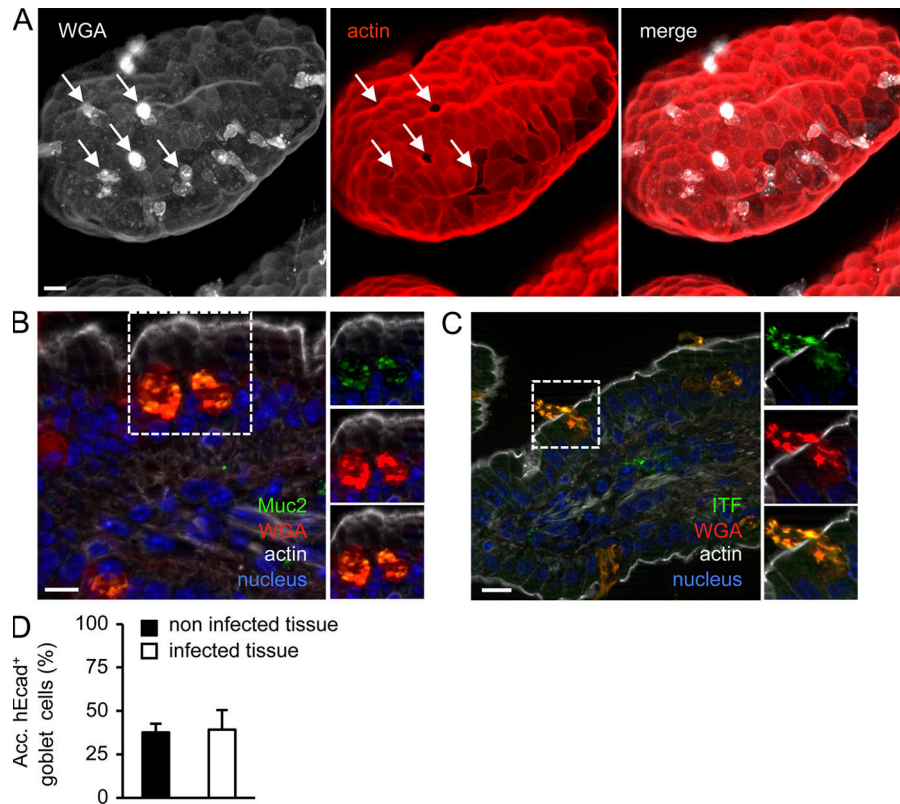 A
WGA
actin
merge
B
Muc2
WGA
actin
nucleus
C
ITF
WGA
actin
nucleus
D
Acc. hEcad+
goblet cells (%)
100
75
50
25
0
non infected tissue
infected tissue